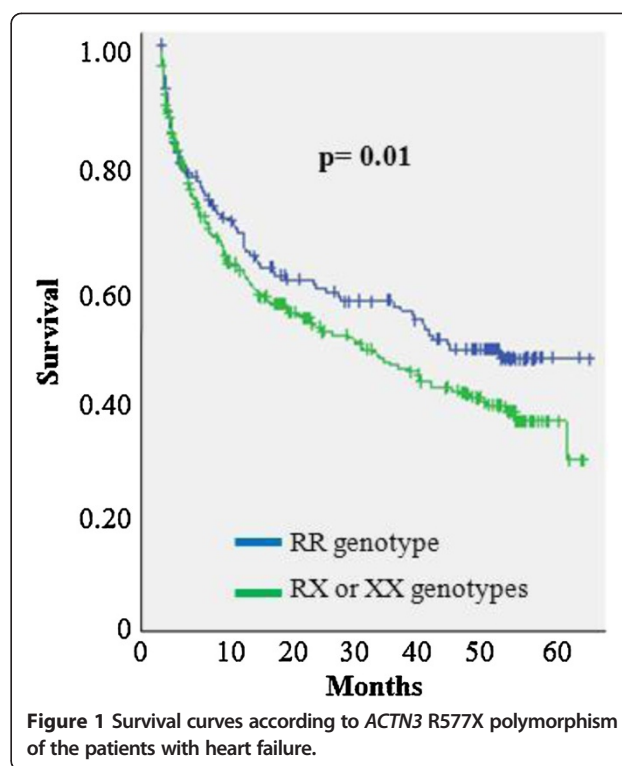 1.00
p= 0.01
0.80
0.60
Survival
0.40
0.20
RR genotype
RX or XX genotypes
0
0 10 20 30 40 50 60
Months
Figure 1 Survival curves according to ACTN3 R577X polymorphism
of the patients with heart failure.